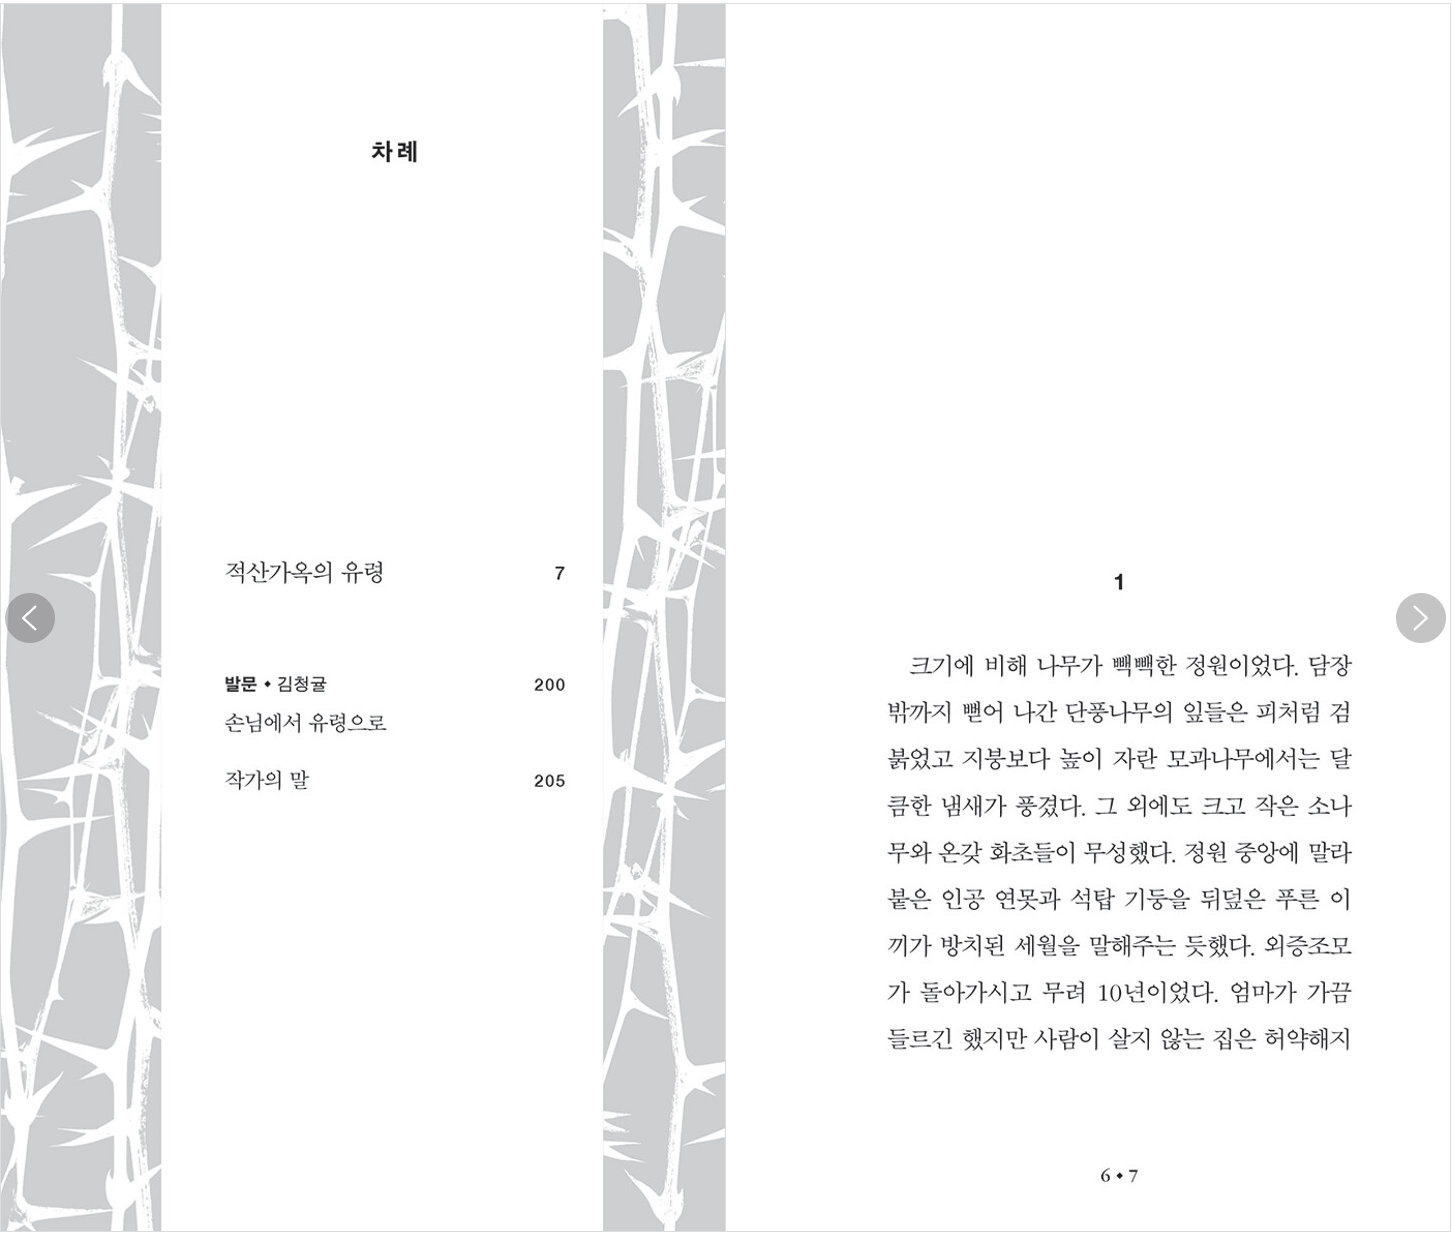 차례
적산가옥의 유령 7
발문 ◆ 김청귤 200
손님에서 유령으로
작가의 말 205
1
크기에 비해 나무가 빽빽한 정원이었다. 담장
밖까지 뻗어 나간 단풍나무의 잎들은 피처럼 검
붉었고 지붕보다 높이 자란 모과나무에서는 달
큼한 냄새가 풍겼다. 그 외에도 크고 작은 소나
무와 온갖 화초들이 무성했다. 정원 중앙에 말라
붙은 인공 연못과 석탑 기둥을 뒤덮은 푸른 이
끼가 방치된 세월을 말해주는 듯했다. 외증조모
가 돌아가시고 무려 10년이었다. 엄마가 가끔
들르긴 했지만 사람이 살지 않는 집은 허약해지
6 ◆ 7